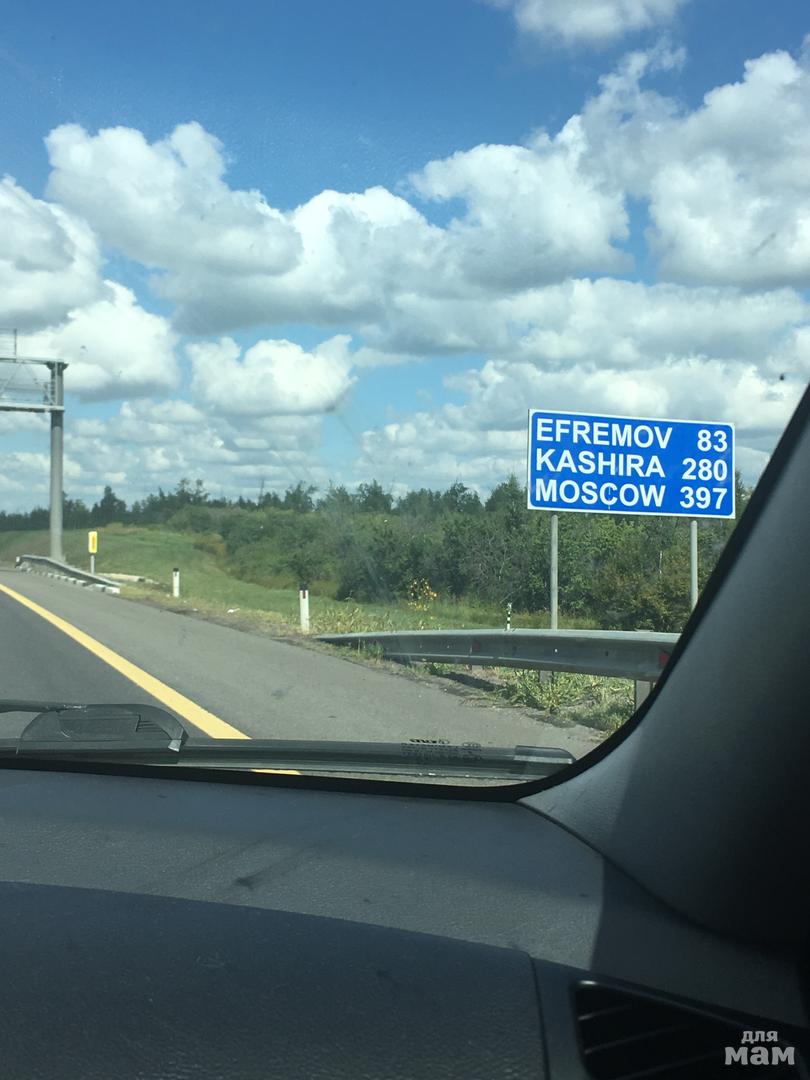 EFREMOV 83
KASHIRA 280
MOSCOW 397
для
мам